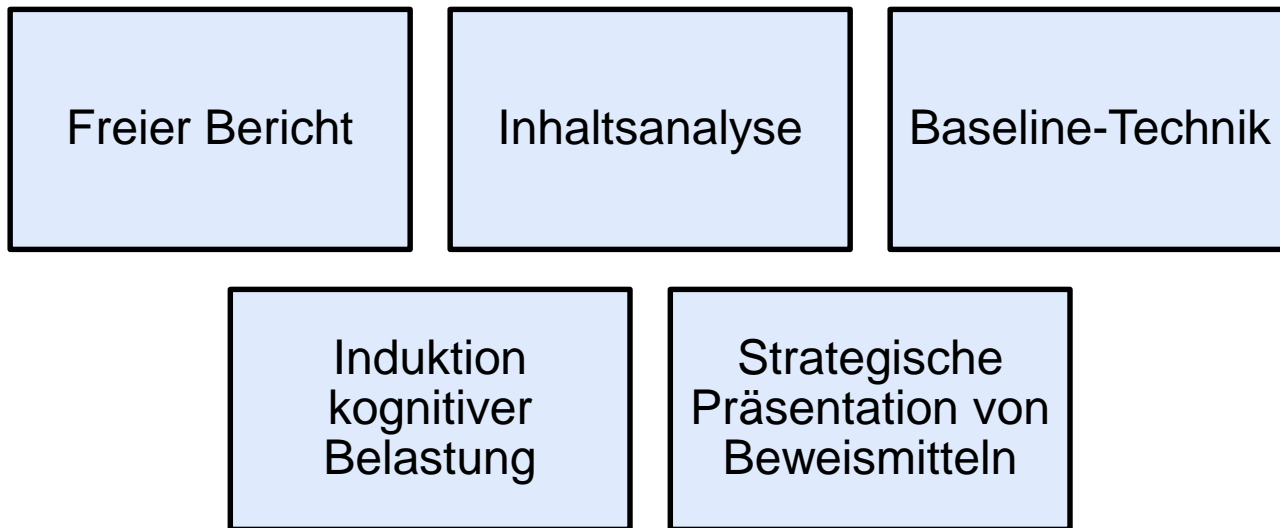 Freier Bericht
Inhaltsanalyse
Baseline-Technik
Induktion
kognitiver
Belastung
Strategische
Präsentation von
Beweismitteln